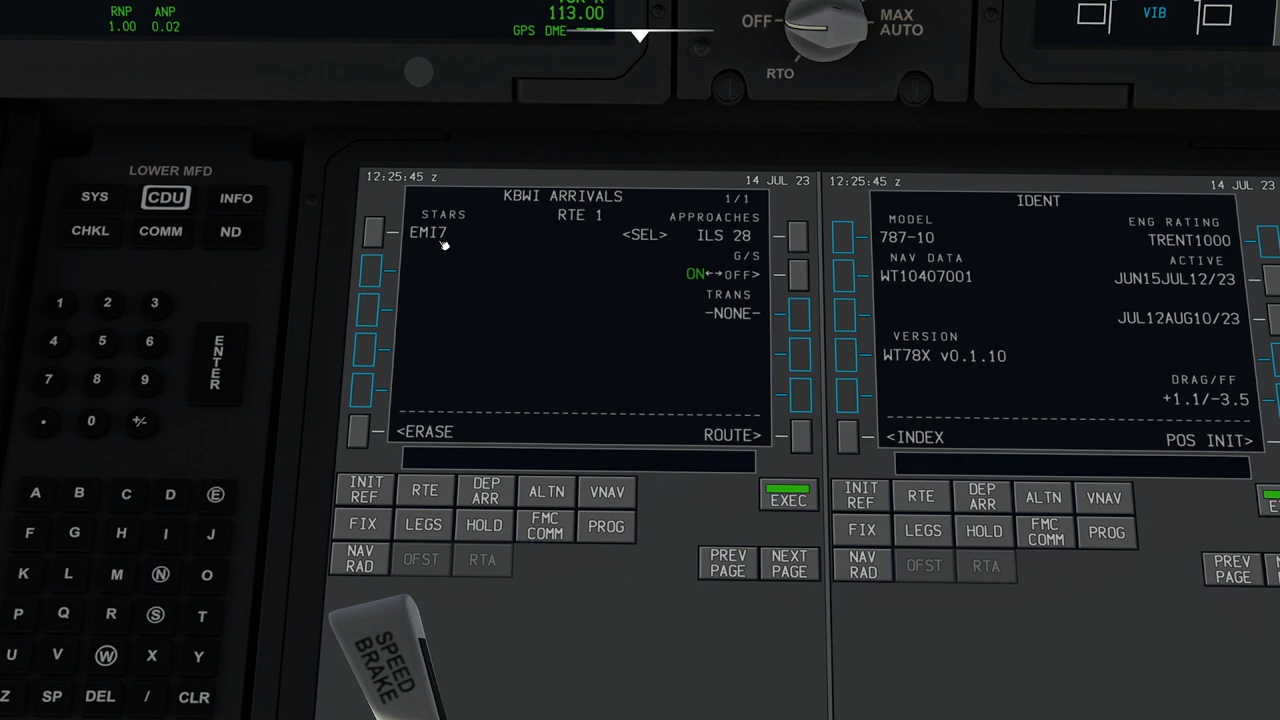 RNP ANP
1.00 0.02
113.00
GPS DME
OFF
MAX
AUTO
RTO
VIB
LOWER MFD
SYS CDU INFO
CHKL COMM ND
1 2 3
4 5 6
7 8 9
. 0 +/-
ENTER
A B C D E
F G H I J
K L M N O
P Q R S T
U V W X Y
Z SP DEL / CLR
12:25:45 z 14 JUL 23
KBWI ARRIVALS 1/1
STARS RTE 1 APPROACHES
EMI7 <SEL> ILS 28
G/S
ON←→OFF>
TRANS
-NONE-
<ERASE ROUTE>
INIT REF RTE DEP ARR ALTN VNAV
EXEC
FIX LEGS HOLD FMC COMM PROG
NAV RAD OFST RTA
PREV PAGE NEXT PAGE
12:25:45 z 14 JUL 23
IDENT
MODEL ENG RATING
787-10 TRENT1000
NAV DATA ACTIVE
WT10407001 JUN15JUL12/23
JUL12AUG10/23
VERSION
WT78X v0.1.10
DRAG/FF
+1.1/-3.5
<INDEX POS INIT>
INIT REF RTE DEP ARR ALTN VNAV
FIX LEGS HOLD FMC COMM PROG
NAV RAD OFST RTA
PREV PAGE
SPEED
BRAKE